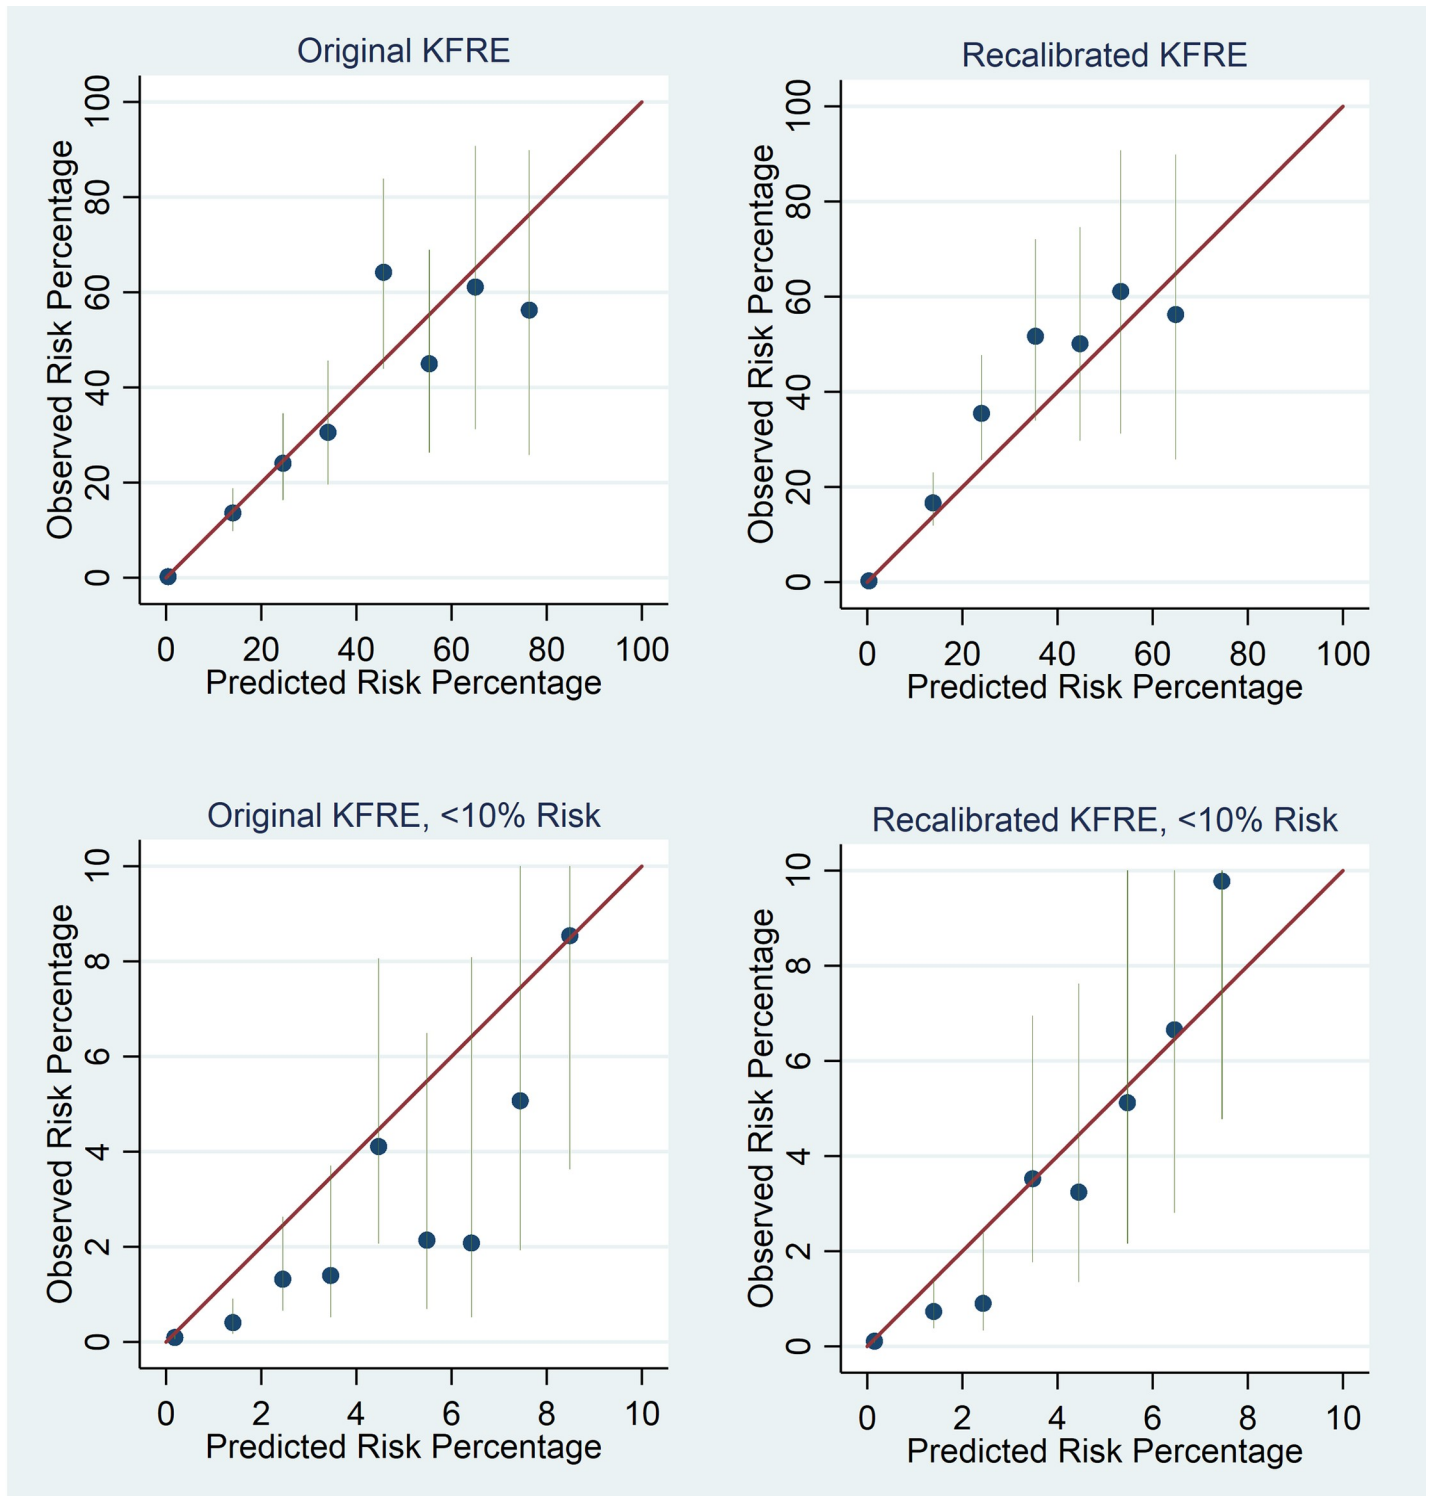 Original KFRE
Observed Risk Percentage
100
80
60
40
20
0
0 20 40 60 80 100
Predicted Risk Percentage
Recalibrated KFRE
Observed Risk Percentage
100
80
60
40
20
0
0 20 40 60 80 100
Predicted Risk Percentage
Original KFRE, <10% Risk
Observed Risk Percentage
10
8
6
4
2
0
0 2 4 6 8 10
Predicted Risk Percentage
Recalibrated KFRE, <10% Risk
Observed Risk Percentage
10
8
6
4
2
0
0 2 4 6 8 10
Predicted Risk Percentage